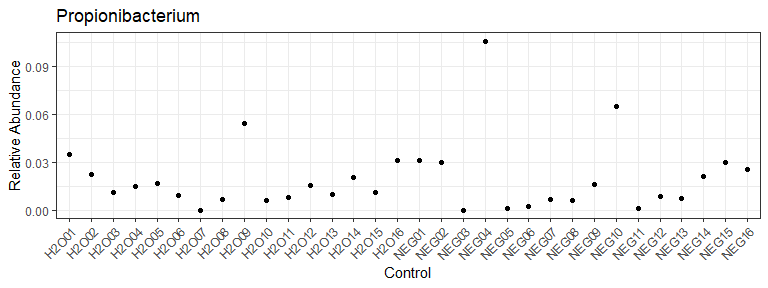 Propionibacterium
Relative Abundance
0.09
0.06
0.03
0.00
H2O01 H2O02 H2O03 H2O04 H2O05 H2O06 H2O07 H2O08 H2O09 H2O10 H2O11 H2O12 H2O13 H2O14 H2O15 H2O16 NEG01 NEG02 NEG03 NEG04 NEG05 NEG06 NEG07 NEG08 NEG09 NEG10 NEG11 NEG12 NEG13 NEG14 NEG15 NEG16
Control